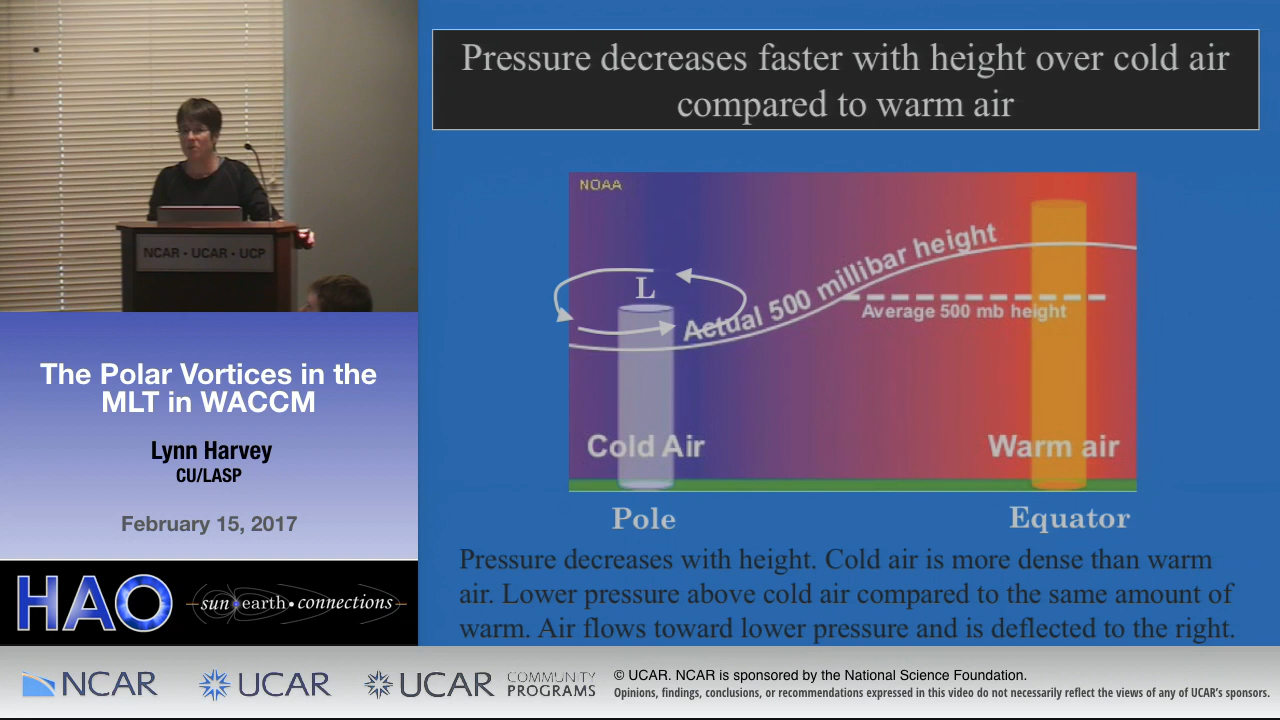 Pressure decreases faster with height over cold air
compared to warm air
NOAA
L
Actual 500 millibar height
Average 500 mb height
Cold Air
Warm air
Pole
Equator
Pressure decreases with height. Cold air is more dense than warm
air. Lower pressure above cold air compared to the same amount of
warm. Air flows toward lower pressure and is deflected to the right.
NCAR • UCAR • UCP
The Polar Vortices in the
MLT in WACCM
Lynn Harvey
CU/LASP
February 15, 2017
HAO
sun•earth•connections
NCAR
UCAR
UCAR
COMMUNITY
PROGRAMS
© UCAR. NCAR is sponsored by the National Science Foundation.
Opinions, findings, conclusions, or recommendations expressed in this video do not necessarily reflect the views of any of UCAR's sponsors.